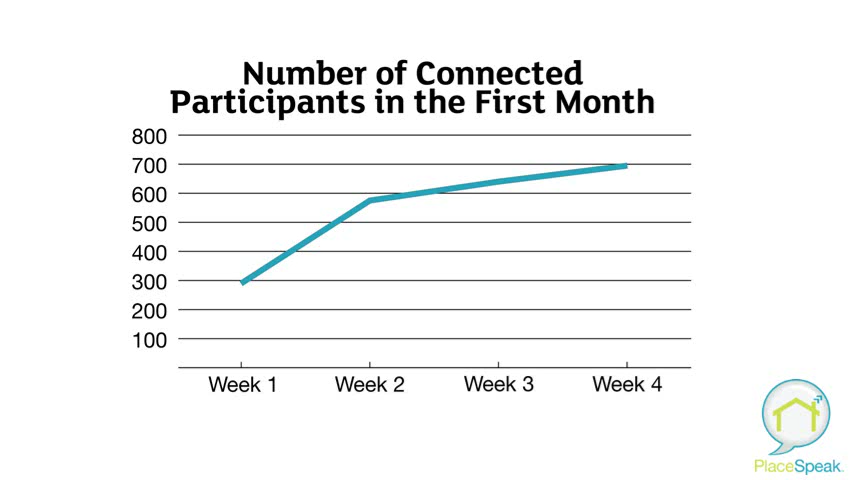 Number of Connected
Participants in the First Month
800
700
600
500
400
300
200
100
Week 1 Week 2 Week 3 Week 4
PlaceSpeak